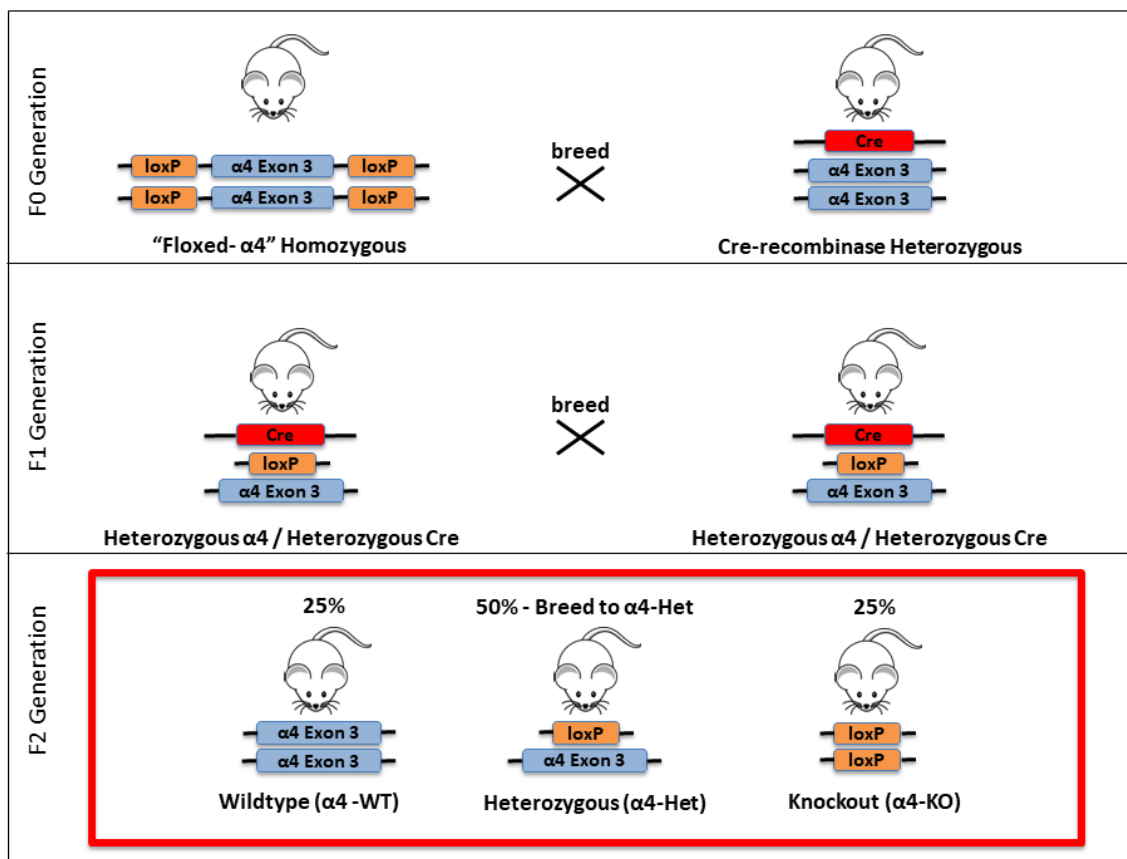 F0 Generation
Cre
loxP α4 Exon 3 loxP
breed
α4 Exon 3
loxP α4 Exon 3 loxP
α4 Exon 3
“Floxed- α4” Homozygous
Cre-recombinase Heterozygous
F1 Generation
breed
Cre
Cre
loxP
loxP
α4 Exon 3
α4 Exon 3
Heterozygous α4 / Heterozygous Cre
Heterozygous α4 / Heterozygous Cre
F2 Generation
25%
50% - Breed to α4-Het
25%
α4 Exon 3
α4 Exon 3
Wildtype (α4 -WT)
loxP
α4 Exon 3
Heterozygous (α4-Het)
loxP
loxP
Knockout (α4-KO)